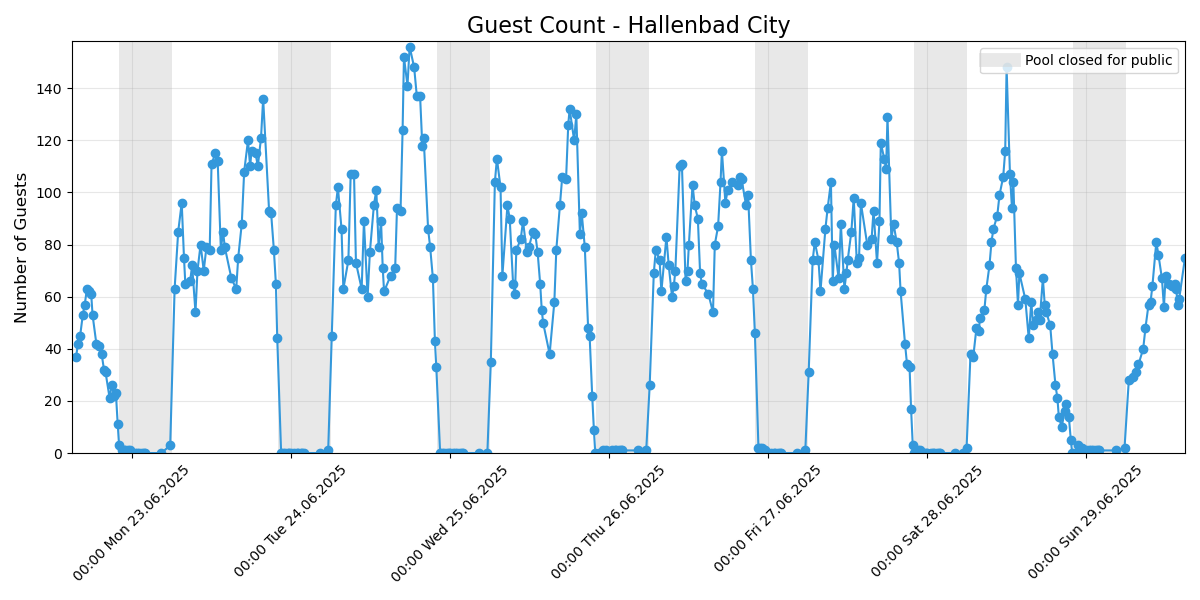 Guest Count - Hallenbad City
Pool closed for public
Number of Guests
140
120
100
80
60
40
20
0
00:00 Mon 23.06.2025
00:00 Tue 24.06.2025
00:00 Wed 25.06.2025
00:00 Thu 26.06.2025
00:00 Fri 27.06.2025
00:00 Sat 28.06.2025
00:00 Sun 29.06.2025